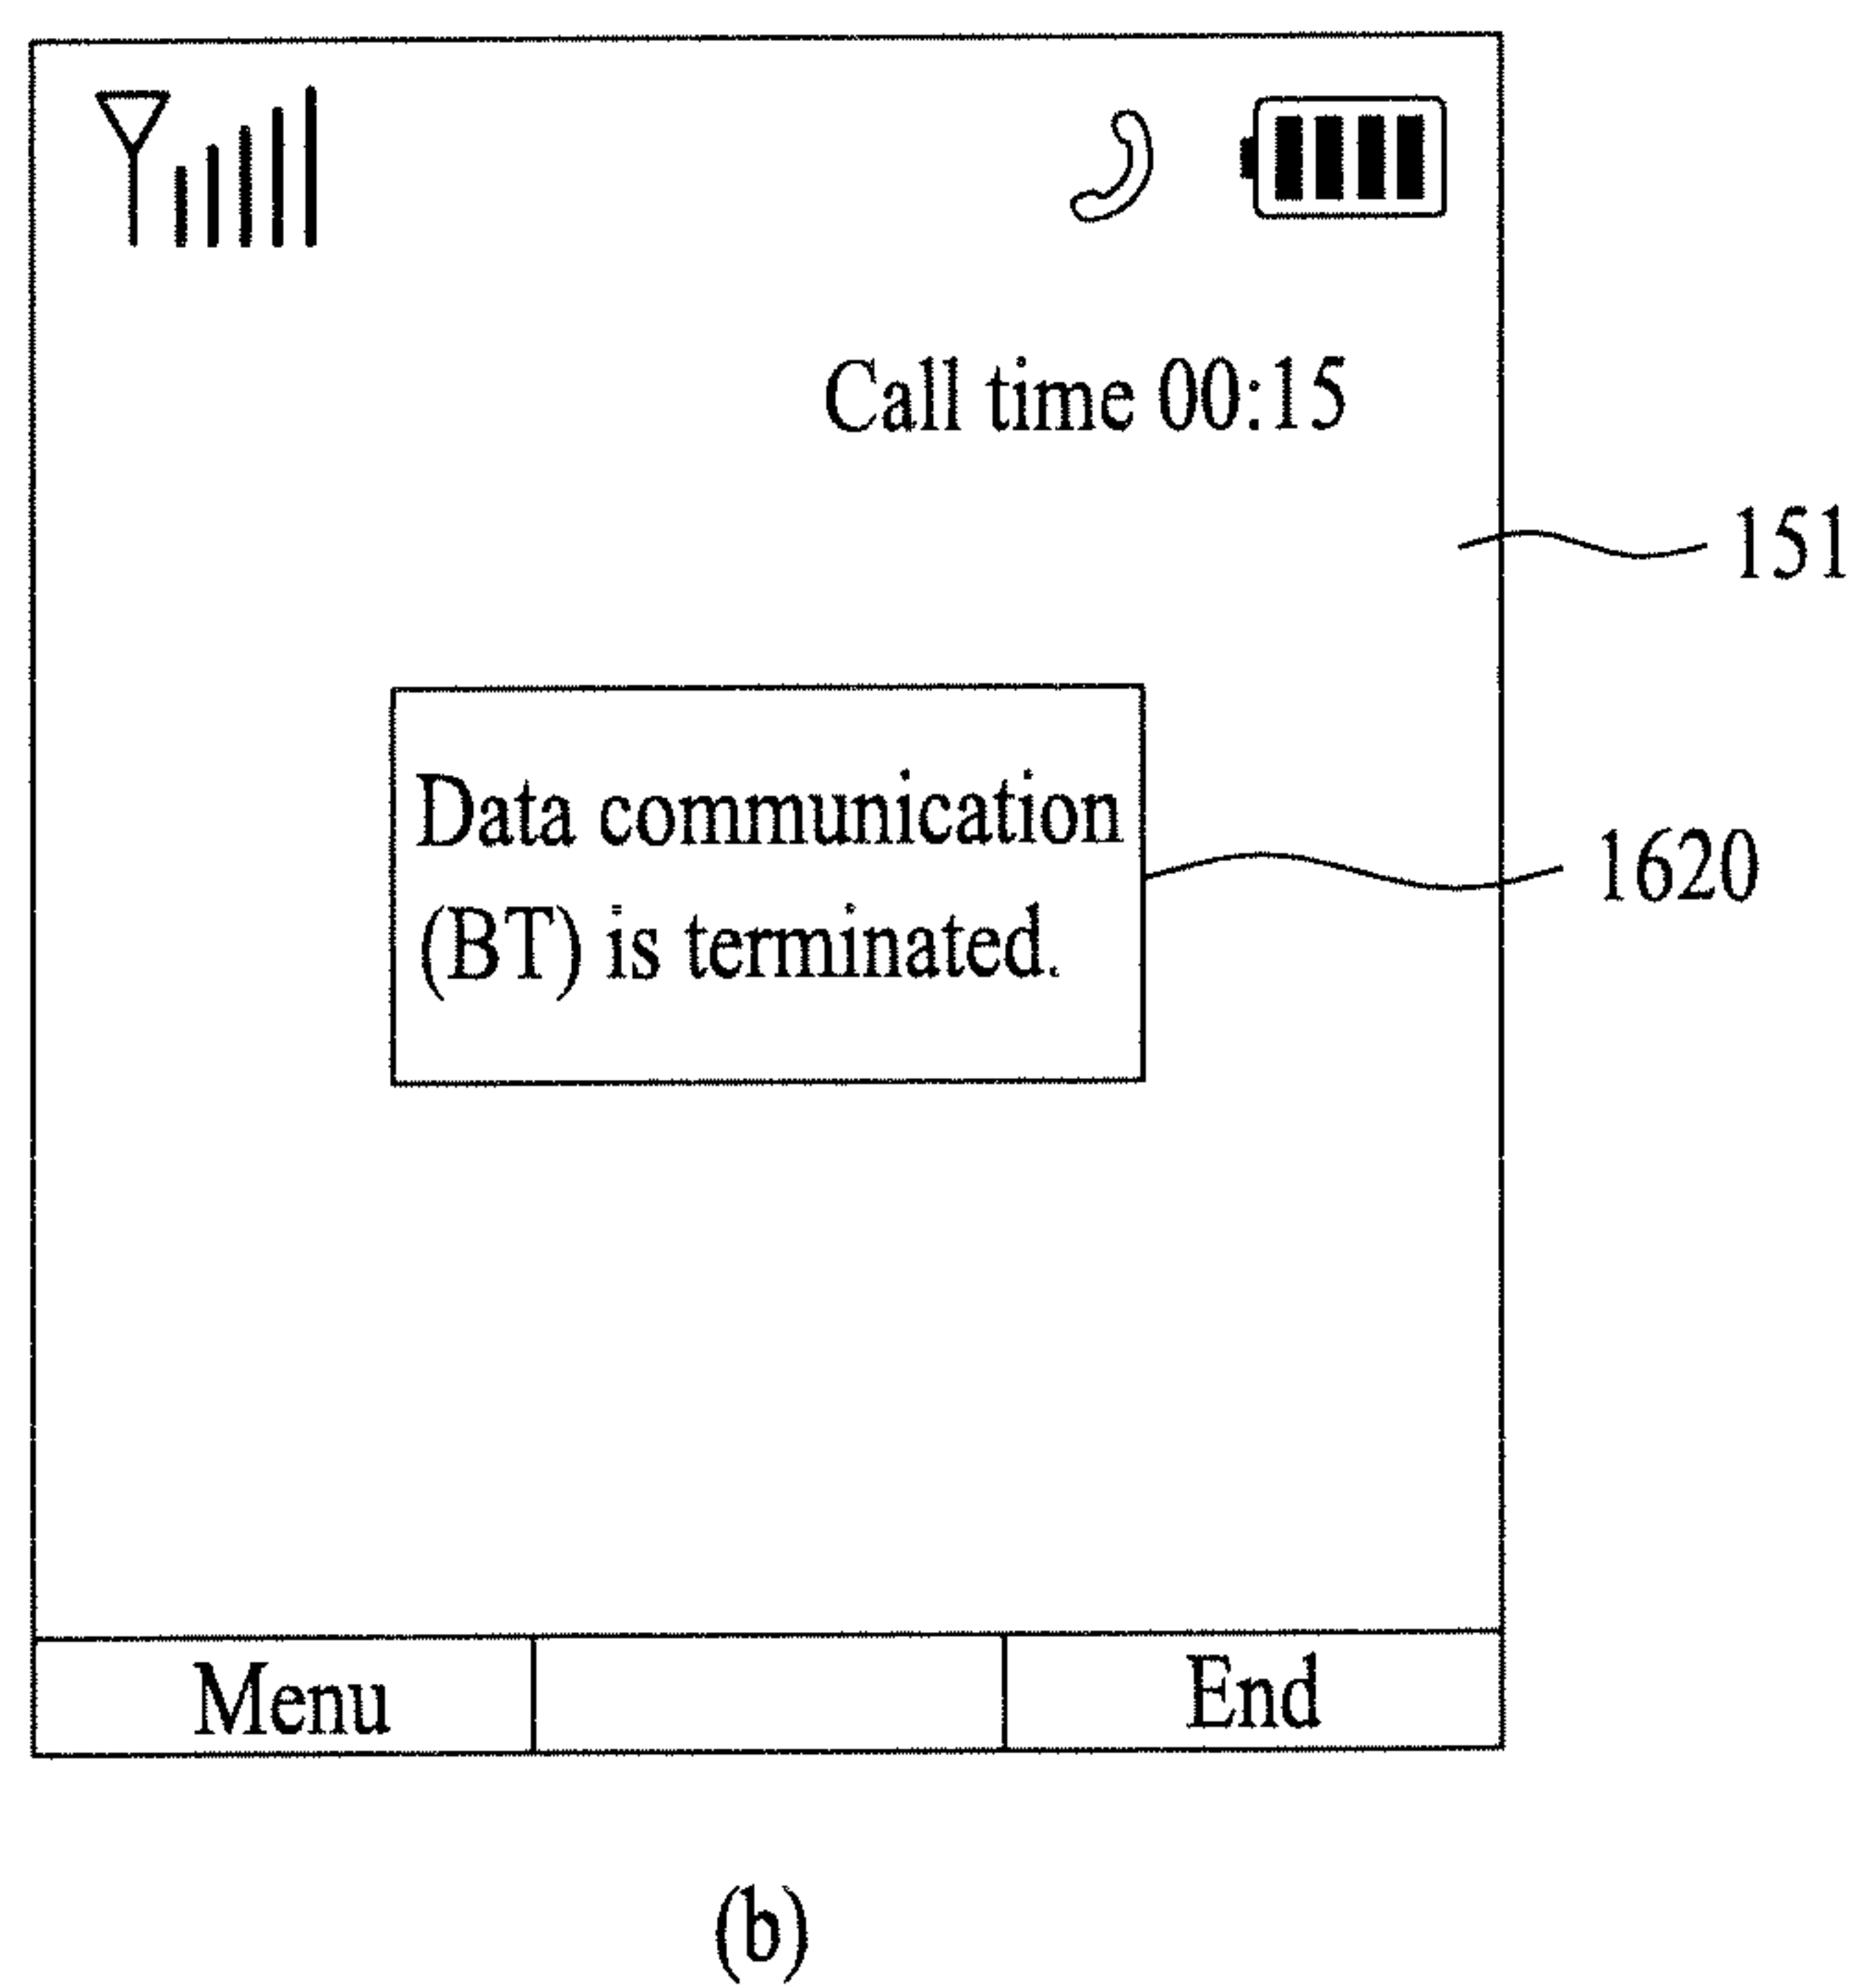 Call time 00:15
151
Data communication
(BT) is terminated.
1620
Menu
End
(b)